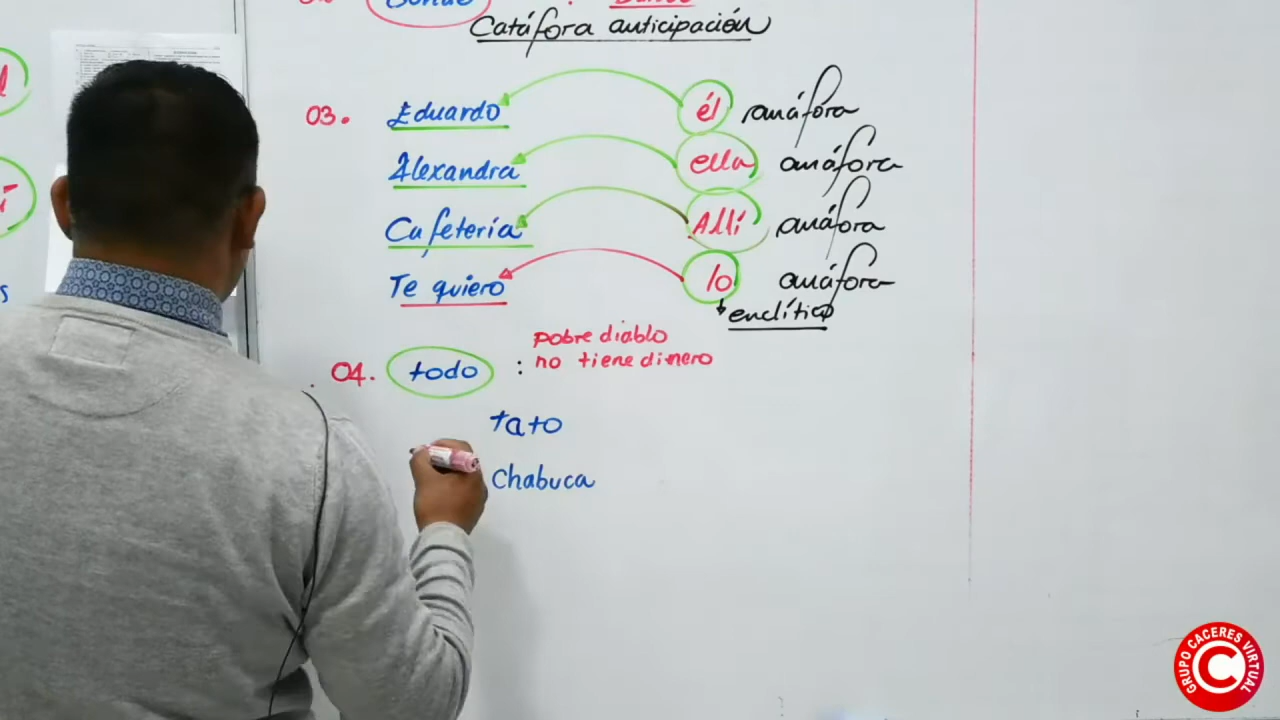 Catáfora anticipación
03. Eduardo él anáfora
Alexandra ella anáfora
Cafetería Allí anáfora
Te quiero lo anáfora
enclítico
pobre diablo
04. todo : no tiene dinero
tato
Chabuca
GRUPO CACERES VIRTUAL
C